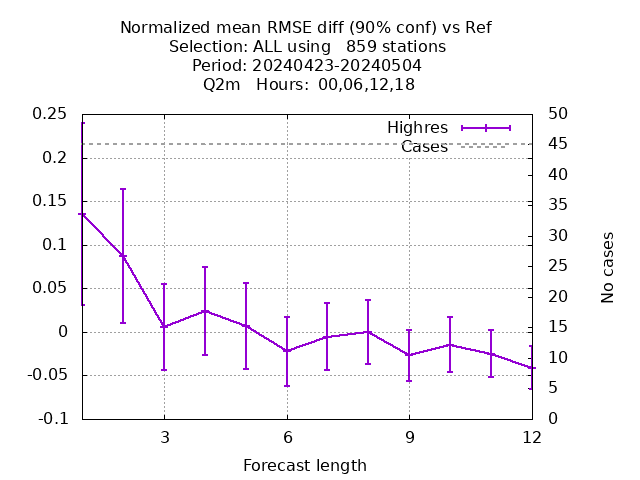 Normalized mean RMSE diff (90% conf) vs Ref
Selection: ALL using   859 stations
Period: 20240423-20240504
Q2m   Hours:  00,06,12,18
Highres
Cases
0.25
0.2
0.15
0.1
0.05
0
-0.05
-0.1
50
45
40
35
30
25
20
15
10
5
0
No cases
3 6 9 12
Forecast length